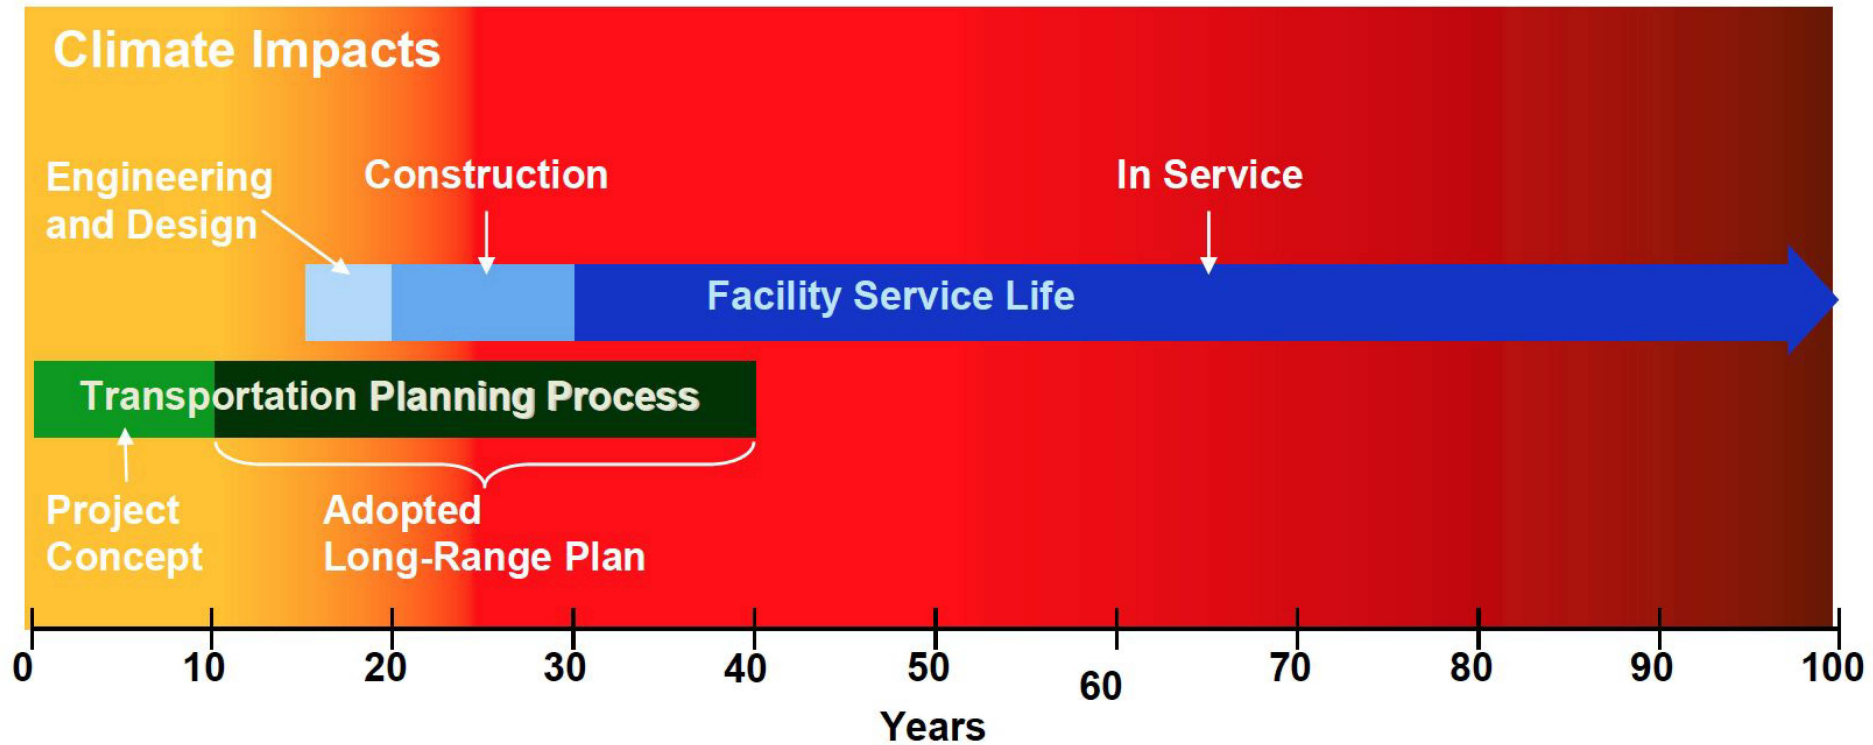 Climate Impacts
Engineering
and Design
Construction
In Service
Facility Service Life
Transportation Planning Process
Project
Concept
Adopted
Long-Range Plan
0 10 20 30 40 50 60 70 80 90 100
Years